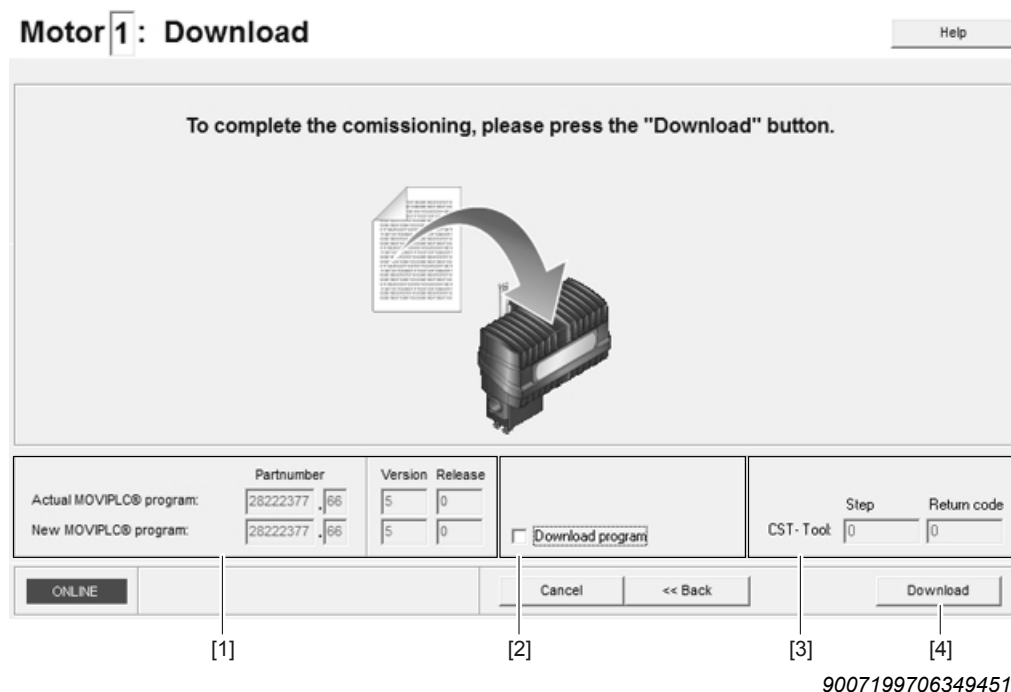 Motor 1 : Download
Help
To complete the comissioning, please press the "Download" button.
Partnumber Version Release
Actual MOVIPLC® program: 28222377 . 66 5 0
New MOVIPLC® program: 28222377 . 66 5 0
Download program
Step Return code
CST- Tool: 0 0
ONLINE Cancel << Back Download
[1] [2] [3] [4]
9007199706349451